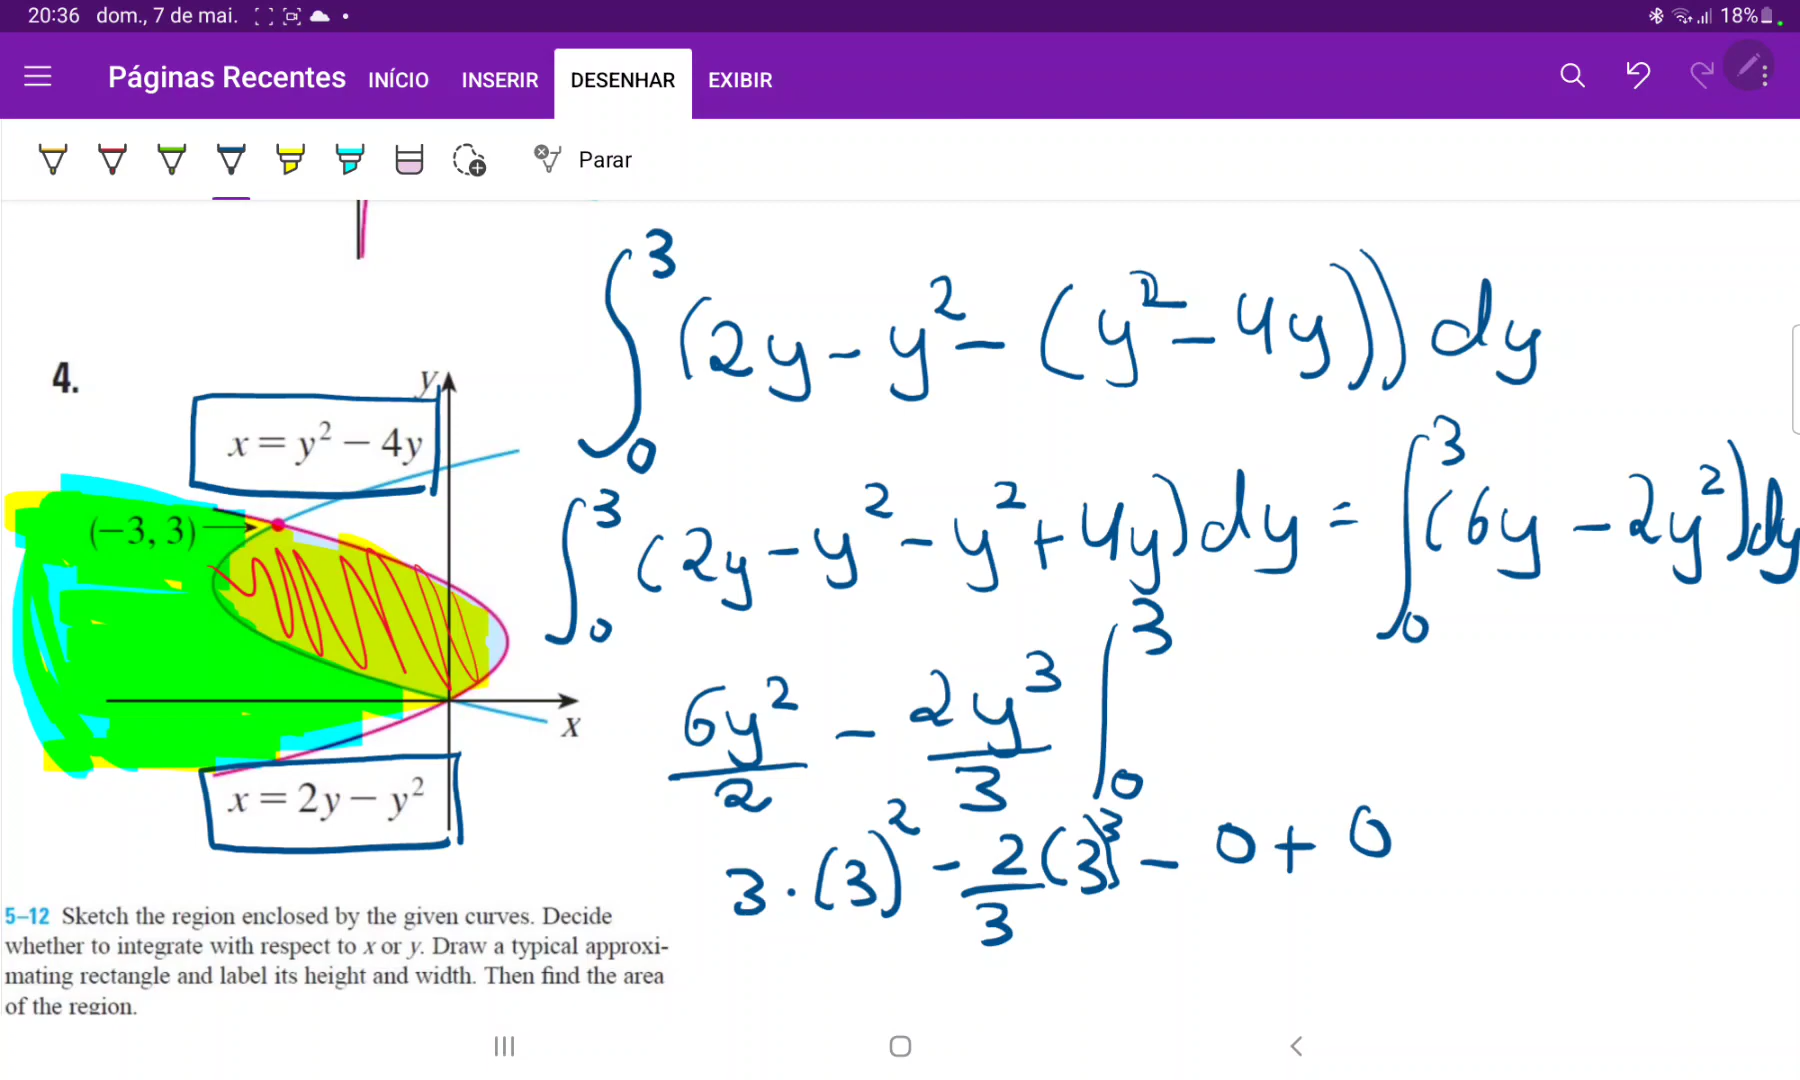 20:36 dom., 7 de mai. 18%
Páginas Recentes INÍCIO INSERIR DESENHAR EXIBIR
Parar
∫₀³ (2y - y² - (y² - 4y)) dy
4.
y
x = y² − 4y
(−3, 3)
x
x = 2y − y²
∫₀³ (2y - y² - y² + 4y) dy = ∫₀³ (6y - 2y²) dy
6y²/2 - 2y³/3 |₀³
3 · (3)² - 2/3 (3)³ - 0 + 0
5–12 Sketch the region enclosed by the given curves. Decide
whether to integrate with respect to x or y. Draw a typical approxi-
mating rectangle and label its height and width. Then find the area
of the region.